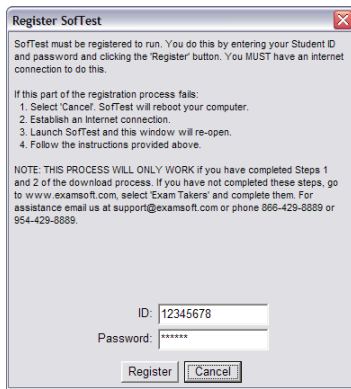 Register SofTest
SofTest must be registered to run. You do this by entering your Student ID
and password and clicking the 'Register' button. You MUST have an internet
connection to do this.
If this part of the registration process fails:
1. Select 'Cancel'. SofTest will reboot your computer.
2. Establish an Internet connection.
3. Launch SofTest and this window will re-open.
4. Follow the instructions provided above.
NOTE: THIS PROCESS WILL ONLY WORK if you have completed Steps 1
and 2 of the download process. If you have not completed these steps, go
to www.examsoft.com, select 'Exam Takers' and complete them. For
assistance email us at support@examsoft.com or phone 866-429-8889 or
954-429-8889.
ID: 12345678
Password: ******
Register Cancel